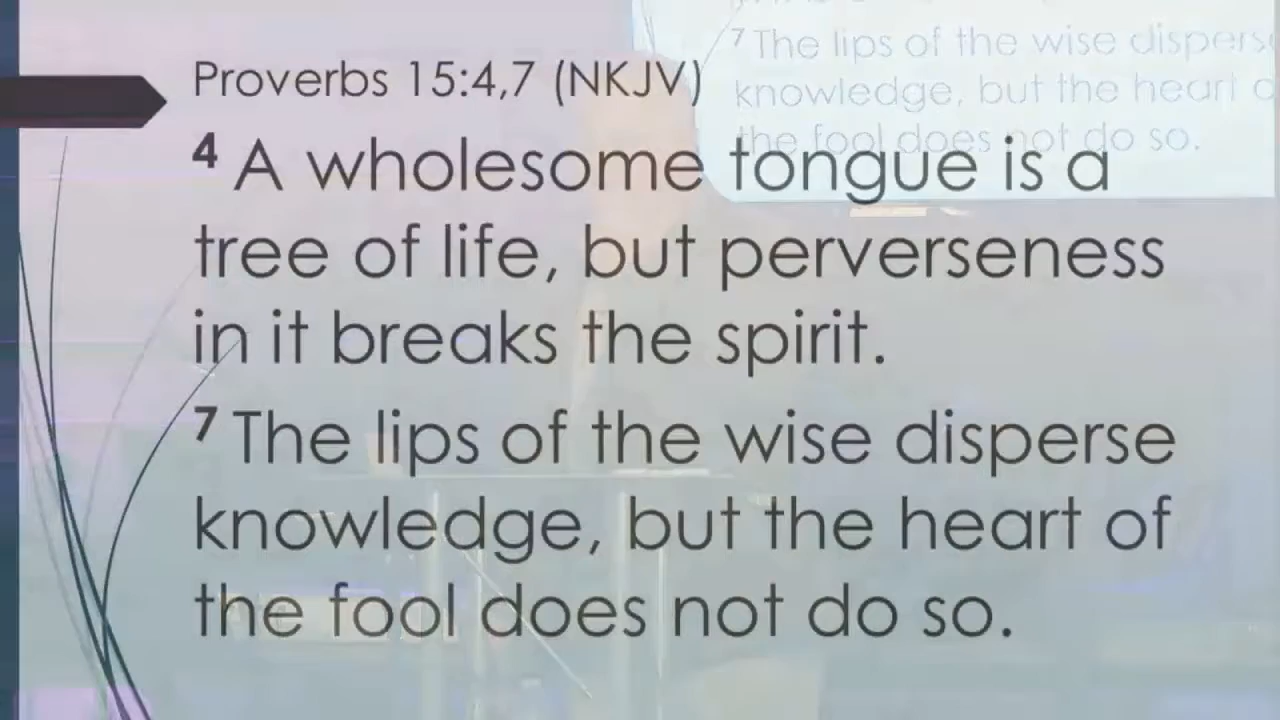 Proverbs 15:4,7 (NKJV)
4 A wholesome tongue is a
tree of life, but perverseness
in it breaks the spirit.
7 The lips of the wise disperse
knowledge, but the heart of
the fool does not do so.
7 The lips of the wise dispers
knowledge, but the heart o
the fool does not do so.